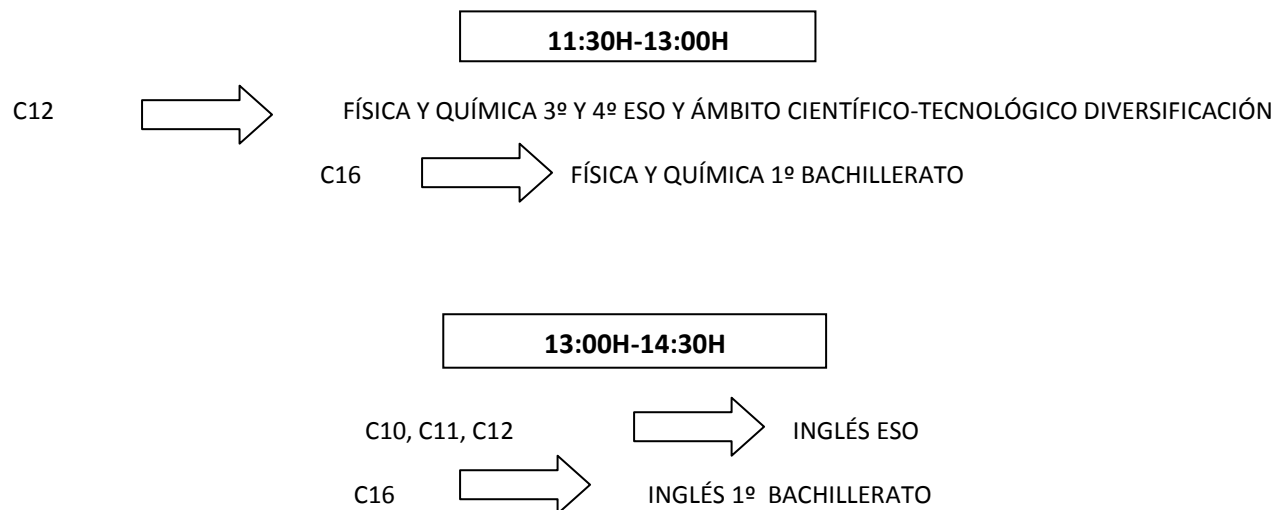 11:30H-13:00H
C12 FÍSICA Y QUÍMICA 3º Y 4º ESO Y ÁMBITO CIENTÍFICO-TECNOLÓGICO DIVERSIFICACIÓN
C16 FÍSICA Y QUÍMICA 1º BACHILLERATO
13:00H-14:30H
C10, C11, C12 INGLÉS ESO
C16 INGLÉS 1º BACHILLERATO